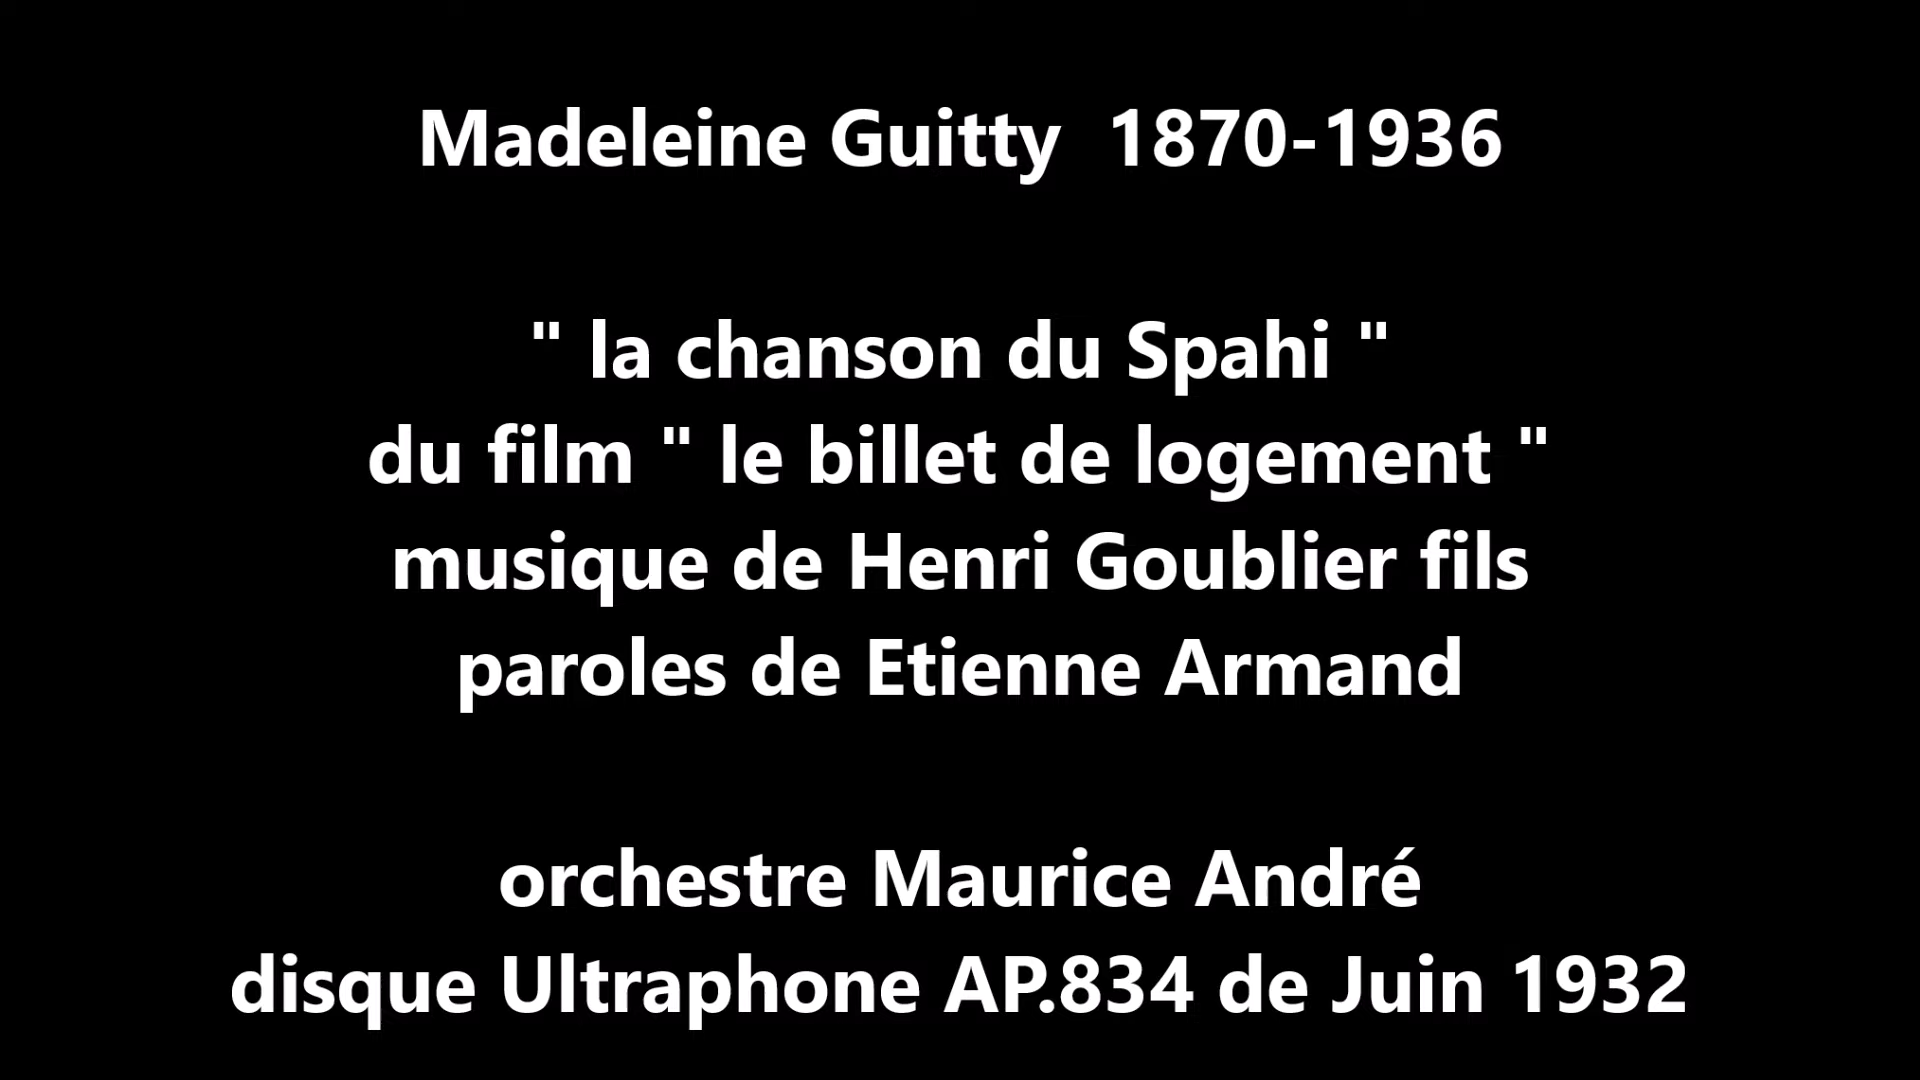 Madeleine Guitty  1870-1936
" la chanson du Spahi "
du film " le billet de logement "
musique de Henri Goublier fils
paroles de Etienne Armand
orchestre Maurice André
disque Ultraphone AP.834 de Juin 1932